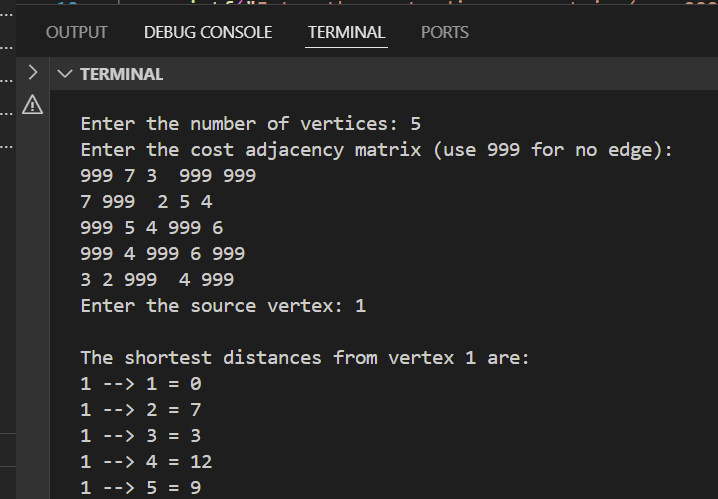 OUTPUT DEBUG CONSOLE TERMINAL PORTS
TERMINAL
Enter the number of vertices: 5
Enter the cost adjacency matrix (use 999 for no edge):
999 7 3  999 999
7 999  2 5 4
999 5 4 999 6
999 4 999 6 999
3 2 999  4 999
Enter the source vertex: 1

The shortest distances from vertex 1 are:
1 --> 1 = 0
1 --> 2 = 7
1 --> 3 = 3
1 --> 4 = 12
1 --> 5 = 9